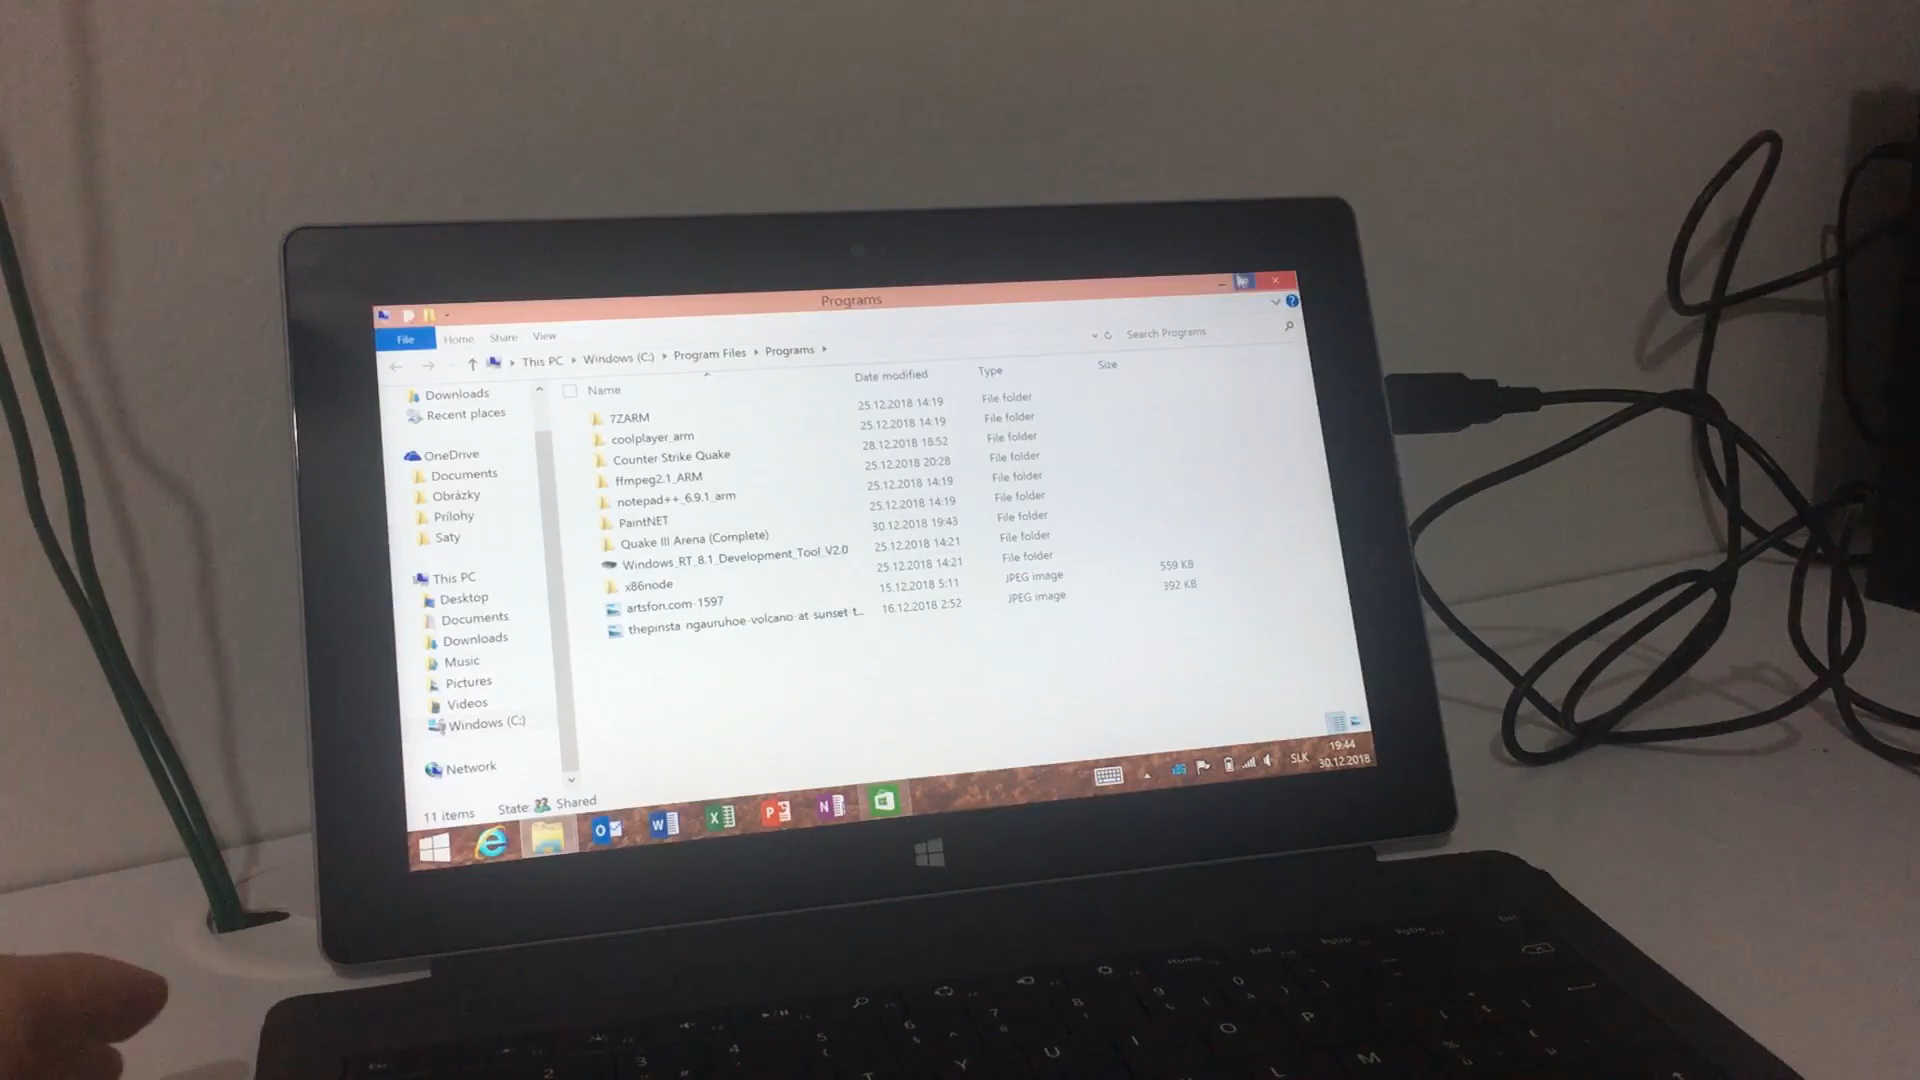 Programs
File Home Share View
This PC Windows (C:) Program Files Programs
Search Programs
Name Date modified Type Size
7ZARM 25.12.2018 14:19 File folder
coolplayer_arm 25.12.2018 14:19 File folder
Counter Strike Quake 28.12.2018 18:52 File folder
ffmpeg2.1_ARM 25.12.2018 20:28 File folder
notepad++_6.9.1_arm 25.12.2018 14:19 File folder
PaintNET 25.12.2018 14:19 File folder
Quake III Arena (Complete) 30.12.2018 19:43 File folder
Windows_RT_8.1_Development_Tool_V2.0 25.12.2018 14:21 File folder
x86node 25.12.2018 14:21 File folder
artsfon.com-1597 15.12.2018 5:11 JPEG image 559 KB
thepinsta-ngauruhoe-volcano-at-sunset-t... 16.12.2018 2:52 JPEG image 392 KB
Downloads
Recent places
OneDrive
Documents
Obrázky
Prílohy
Saty
This PC
Desktop
Documents
Downloads
Music
Pictures
Videos
Windows (C:)
Network
11 items State: Shared
SLK 19:44
30.12.2018